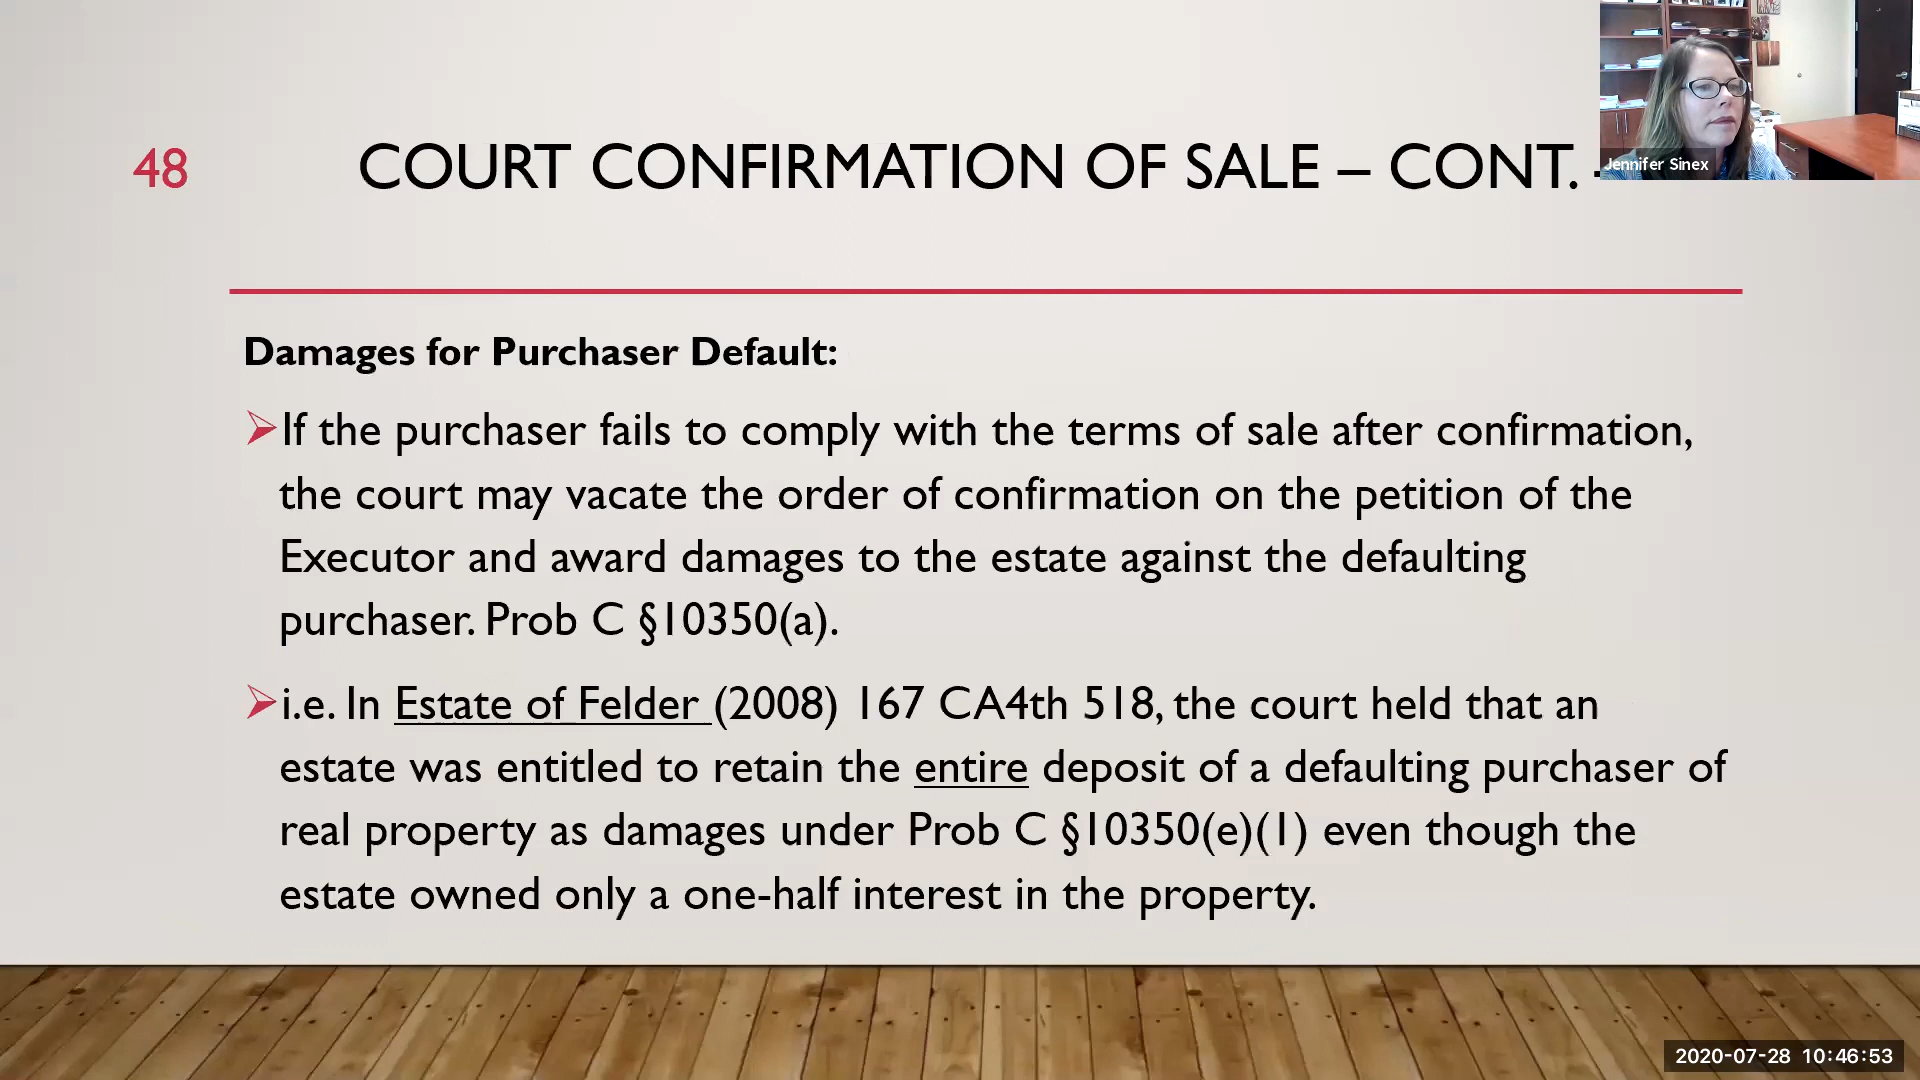 48
COURT CONFIRMATION OF SALE – CONT. -
Jennifer Sinex
Damages for Purchaser Default:
If the purchaser fails to comply with the terms of sale after confirmation,
the court may vacate the order of confirmation on the petition of the
Executor and award damages to the estate against the defaulting
purchaser. Prob C §10350(a).
i.e. In Estate of Felder (2008) 167 CA4th 518, the court held that an
estate was entitled to retain the entire deposit of a defaulting purchaser of
real property as damages under Prob C §10350(e)(1) even though the
estate owned only a one-half interest in the property.
2020-07-28 10:46:53